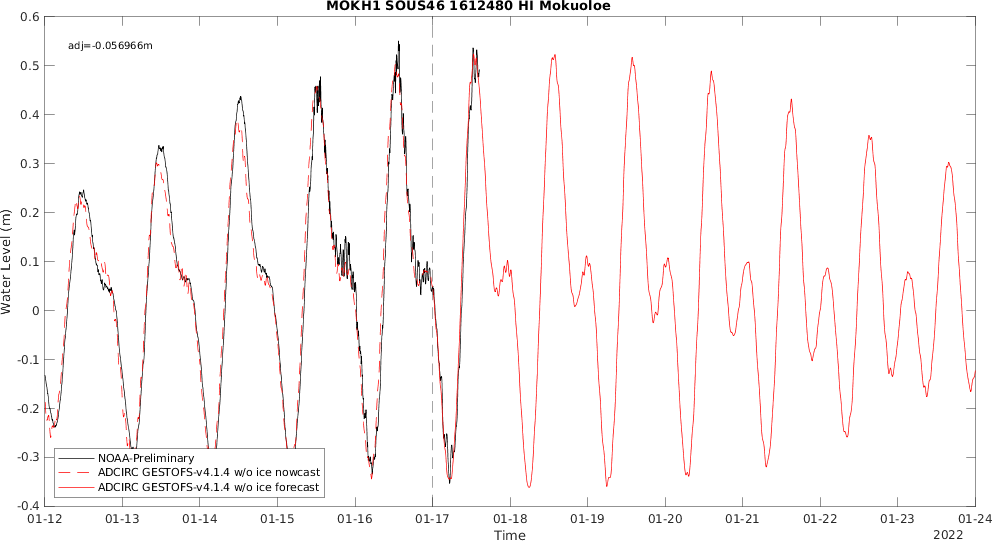 MOKH1 SOUS46 1612480 HI Mokuoloe
adj=-0.056966m
Water Level (m)
0.6
0.5
0.4
0.3
0.2
0.1
0
-0.1
-0.2
-0.3
-0.4
NOAA-Preliminary
ADCIRC GESTOFS-v4.1.4 w/o ice nowcast
ADCIRC GESTOFS-v4.1.4 w/o ice forecast
01-12 01-13 01-14 01-15 01-16 01-17 01-18 01-19 01-20 01-21 01-22 01-23 01-24
Time
2022